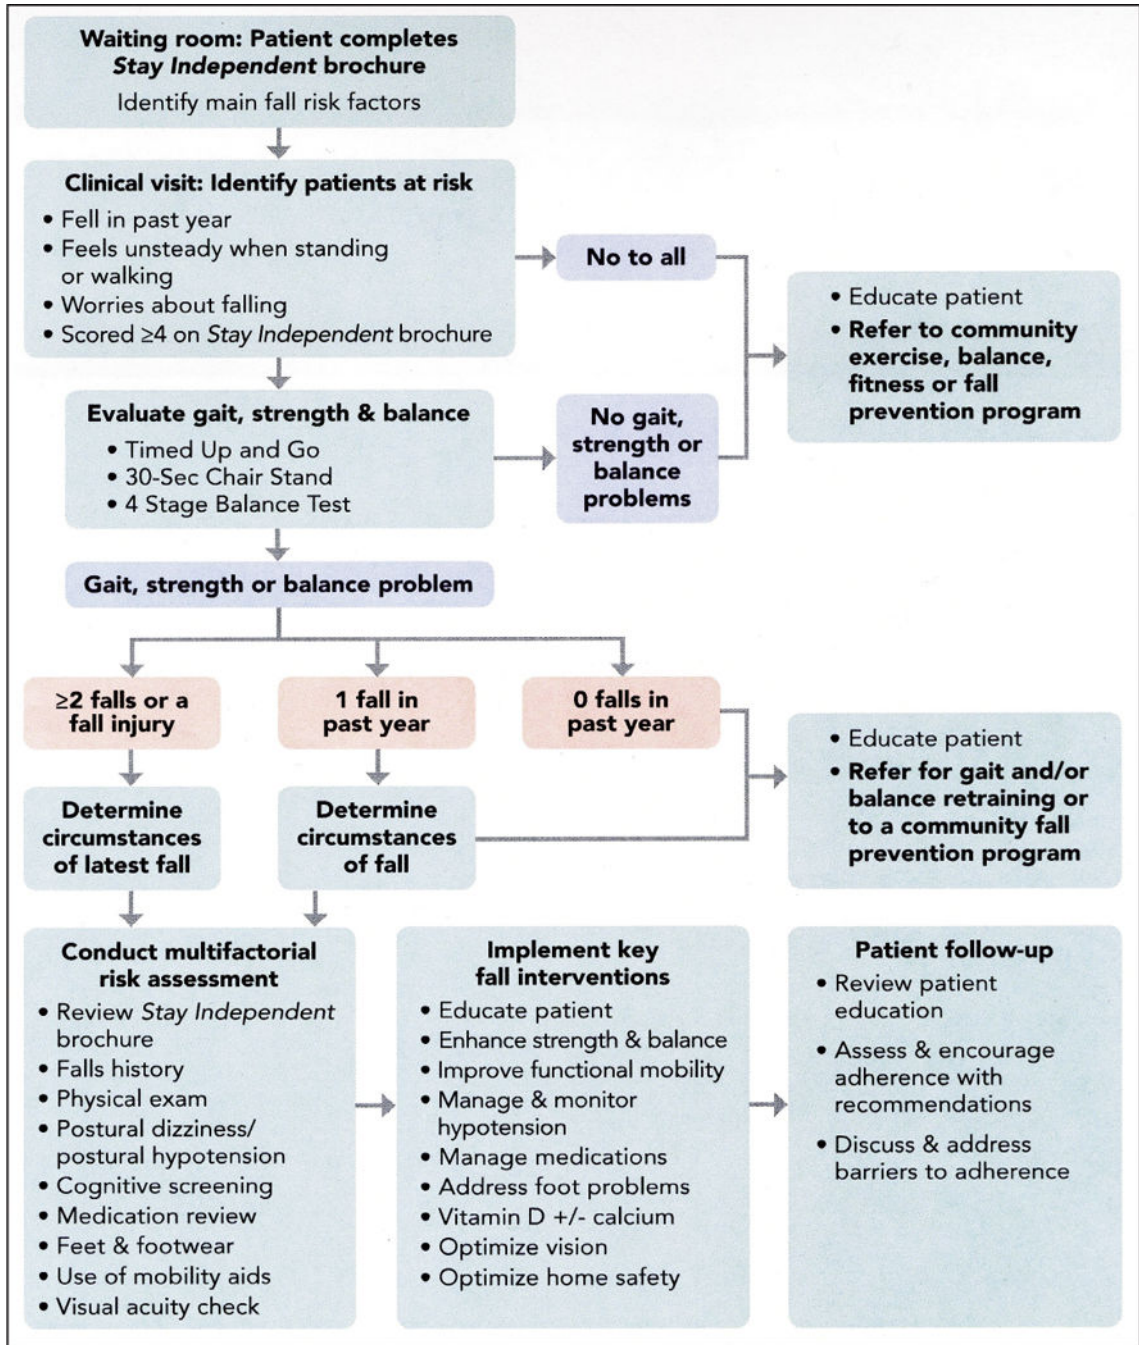 Waiting room: Patient completes
Stay Independent brochure
Identify main fall risk factors
Clinical visit: Identify patients at risk
• Fell in past year
• Feels unsteady when standing
or walking
• Worries about falling
• Scored ≥4 on Stay Independent brochure
No to all
• Educate patient
• Refer to community
exercise, balance,
fitness or fall
prevention program
Evaluate gait, strength & balance
• Timed Up and Go
• 30-Sec Chair Stand
• 4 Stage Balance Test
No gait,
strength or
balance
problems
Gait, strength or balance problem
≥2 falls or a
fall injury
1 fall in
past year
0 falls in
past year
• Educate patient
• Refer for gait and/or
balance retraining or
to a community fall
prevention program
Determine
circumstances
of latest fall
Determine
circumstances
of fall
Conduct multifactorial
risk assessment
• Review Stay Independent
brochure
• Falls history
• Physical exam
• Postural dizziness/
postural hypotension
• Cognitive screening
• Medication review
• Feet & footwear
• Use of mobility aids
• Visual acuity check
Implement key
fall interventions
• Educate patient
• Enhance strength & balance
• Improve functional mobility
• Manage & monitor
hypotension
• Manage medications
• Address foot problems
• Vitamin D +/- calcium
• Optimize vision
• Optimize home safety
Patient follow-up
• Review patient
education
• Assess & encourage
adherence with
recommendations
• Discuss & address
barriers to adherence